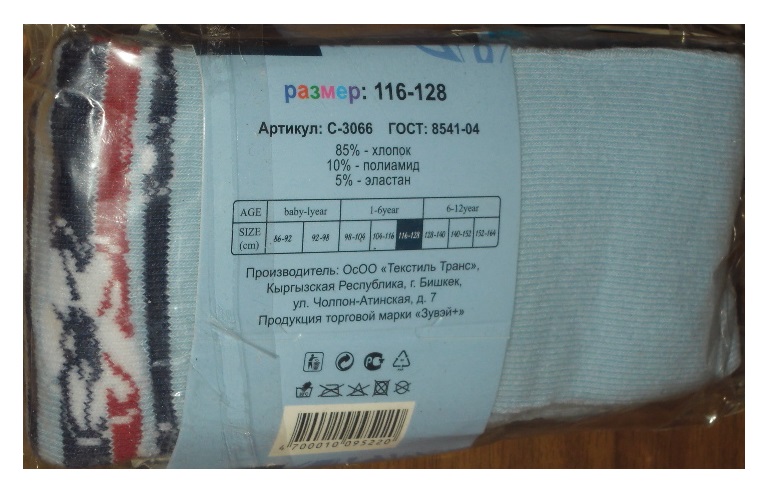 размер: 116-128
Артикул: С-3066 ГОСТ: 8541-04
85% - хлопок
10% - полиамид
5% - эластан
AGE baby-1year 1-6year 6-12year
SIZE (cm) 86-92 92-98 98-104 104-116 116-128 128-140 140-152 152-164
Производитель: ОсОО «Текстиль Транс»,
Кыргызская Республика, г. Бишкек,
ул. Чолпон-Атинская, д. 7
Продукция торговой марки «Зувэй+»
4700010095220